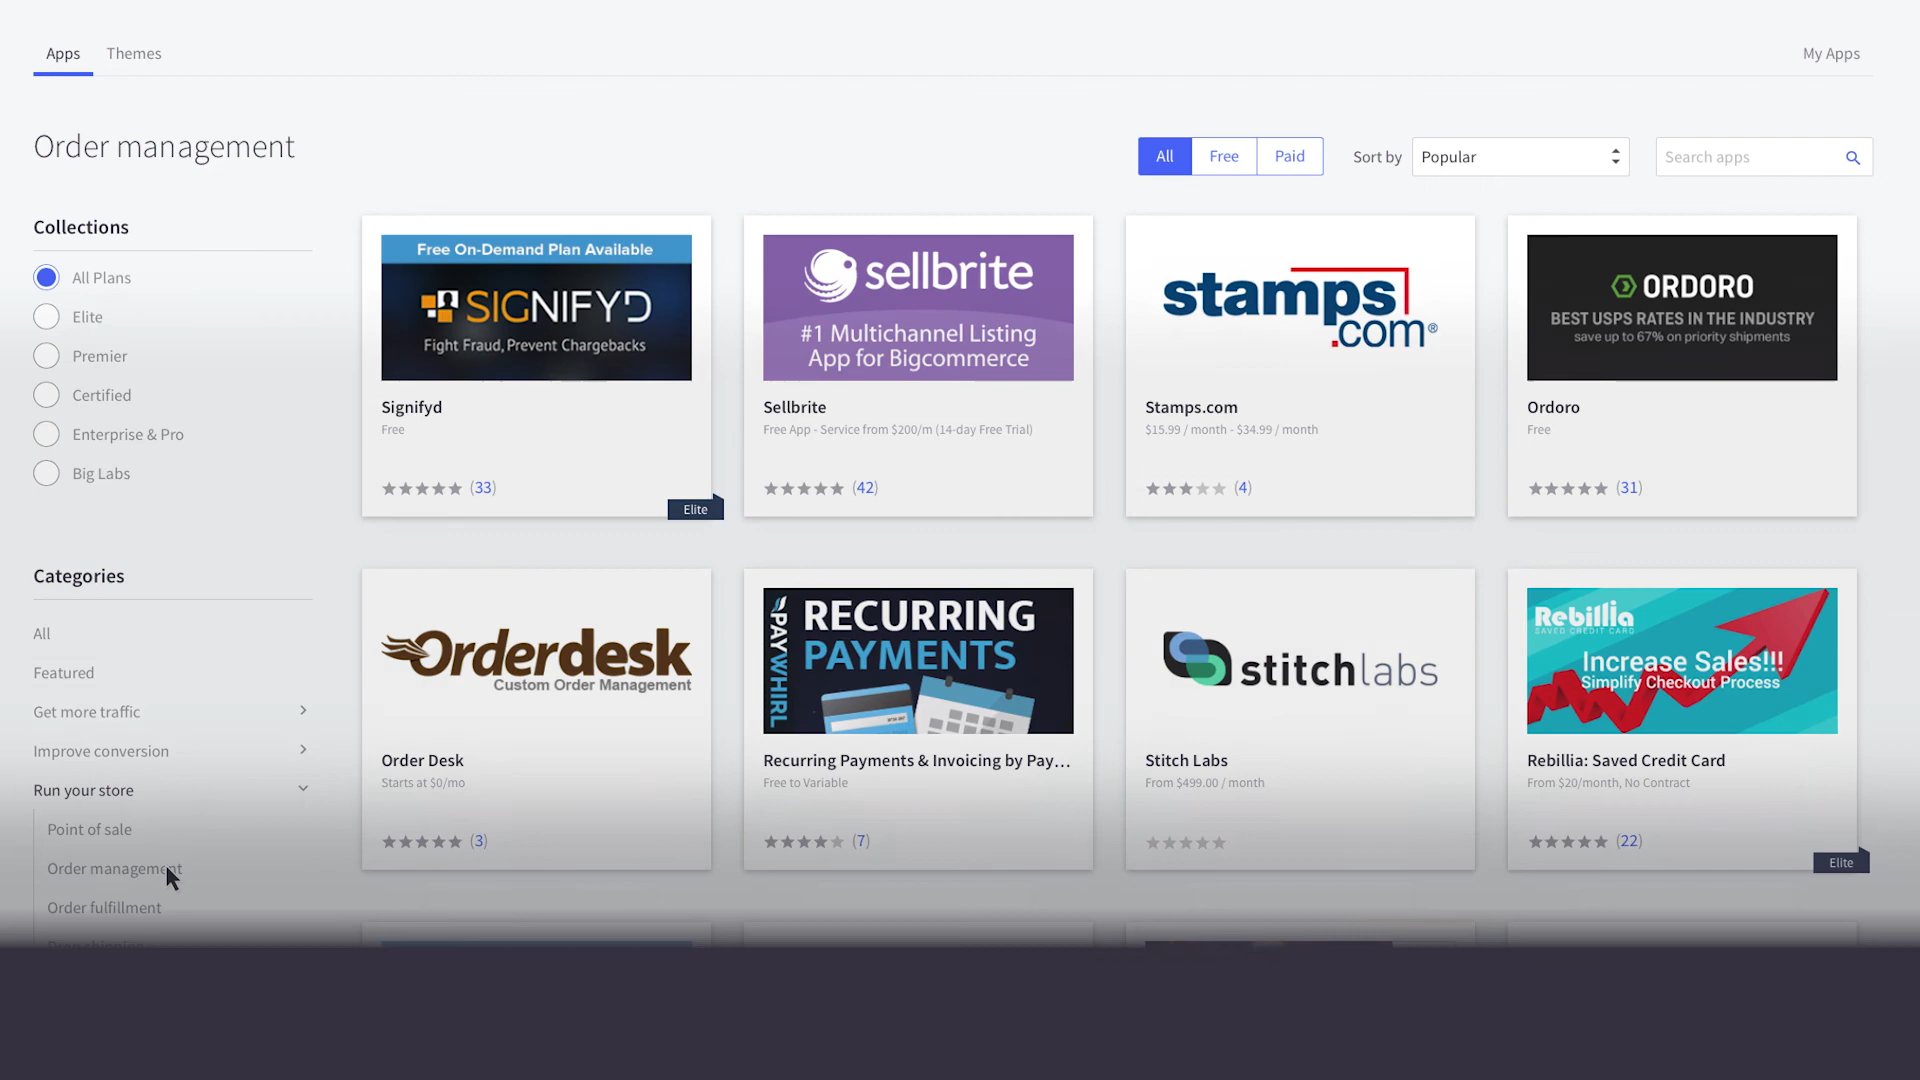 Apps
Themes
My Apps
Order management
All
Free
Paid
Sort by
Popular
Search apps
Collections
All Plans
Elite
Premier
Certified
Enterprise & Pro
Big Labs
Free On-Demand Plan Available
SIGNIFYD
Fight Fraud, Prevent Chargebacks
Signifyd
Free
(33)
Elite
sellbrite
#1 Multichannel Listing
App for Bigcommerce
Sellbrite
Free App - Service from $200/m (14-day Free Trial)
(42)
stamps
.com®
Stamps.com
$15.99 / month - $34.99 / month
(4)
ORDORO
BEST USPS RATES IN THE INDUSTRY
save up to 67% on priority shipments
Ordoro
Free
(31)
Categories
All
Featured
Get more traffic
Improve conversion
Run your store
Point of sale
Order management
Order fulfillment
Drop shipping
Orderdesk
Custom Order Management
Order Desk
Starts at $0/mo
(3)
PAYWHIRL
RECURRING
PAYMENTS
Recurring Payments & Invoicing by Pay...
Free to Variable
(7)
stitchlabs
Stitch Labs
From $499.00 / month
Rebillia
SAVED CREDIT CARD
Increase Sales!!!
Simplify Checkout Process
Rebillia: Saved Credit Card
From $20/month, No Contract
(22)
Elite